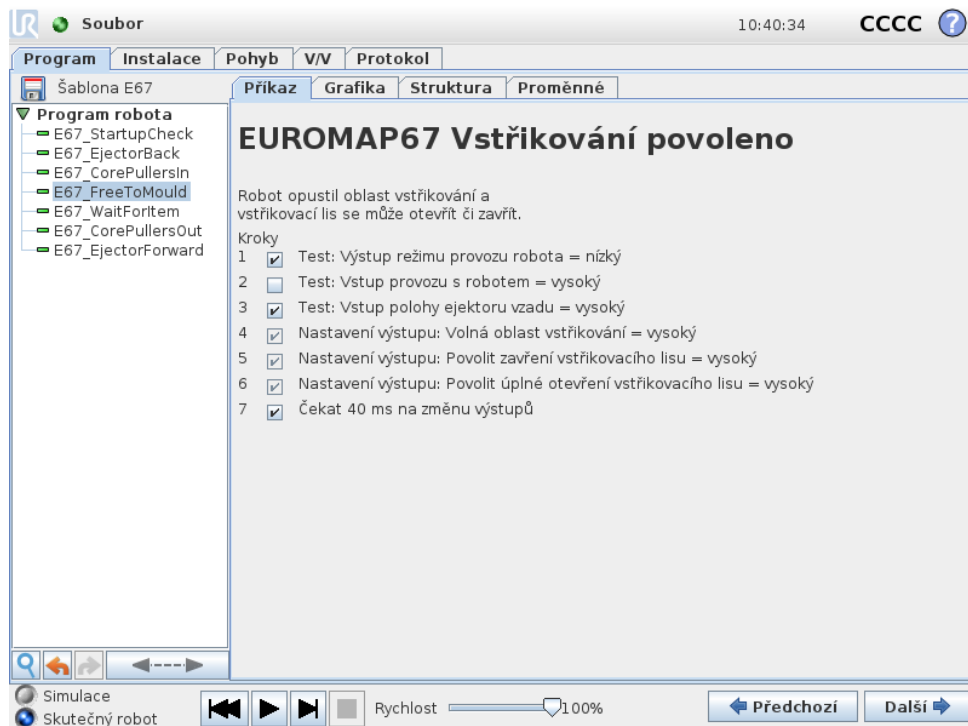 UR Soubor 10:40:34 CCCC ?
Program Instalace Pohyb V/V Protokol
Šablona E67
Příkaz Grafika Struktura Proměnné
Program robota
E67_StartupCheck
E67_EjectorBack
E67_CorePullersIn
E67_FreeToMould
E67_WaitForItem
E67_CorePullersOut
E67_EjectorForward
EUROMAP67 Vstřikování povoleno
Robot opustil oblast vstřikování a
vstřikovací lis se může otevřít či zavřít.
Kroky
1 Test: Výstup režimu provozu robota = nízký
2 Test: Vstup provozu s robotem = vysoký
3 Test: Vstup polohy ejektoru vzadu = vysoký
4 Nastavení výstupu: Volná oblast vstřikování = vysoký
5 Nastavení výstupu: Povolit zavření vstřikovacího lisu = vysoký
6 Nastavení výstupu: Povolit úplné otevření vstřikovacího lisu = vysoký
7 Čekat 40 ms na změnu výstupů
Simulace
Skutečný robot
Rychlost 100%
Předchozí Další